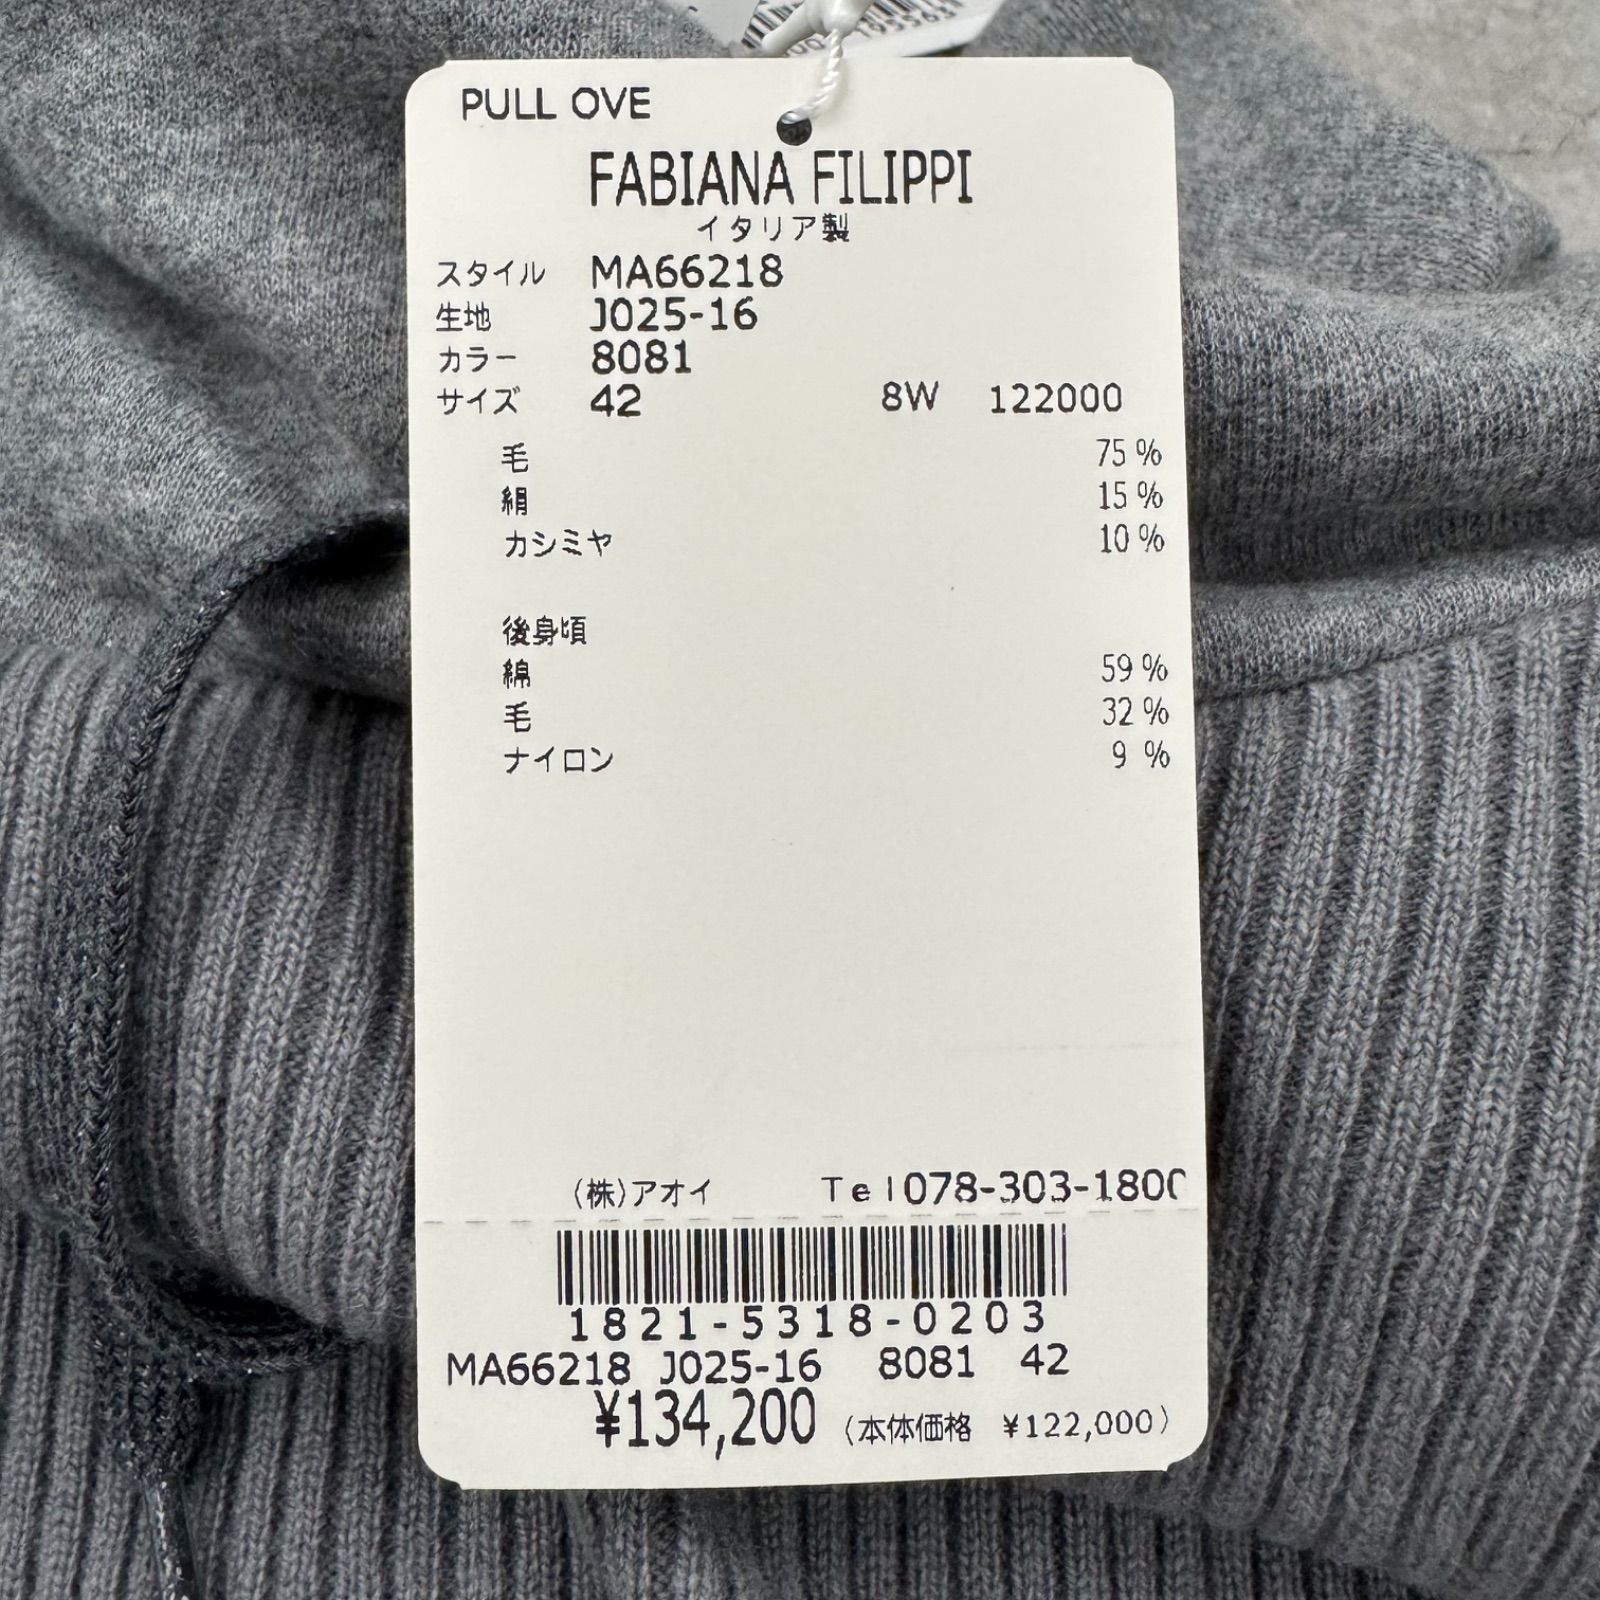 PULL OVE
FABIANA FILIPPI
イタリア製
スタイル MA66218
生地 J025-16
カラー 8081
サイズ 42 8W 122000
毛 75 %
絹 15 %
カシミヤ 10 %
後身頃
綿 59 %
毛 32 %
ナイロン 9 %
(株)アオイ Tel078-303-1800
1821-5318-0203
MA66218 J025-16 8081 42
¥134,200 (本体価格 ¥122,000)